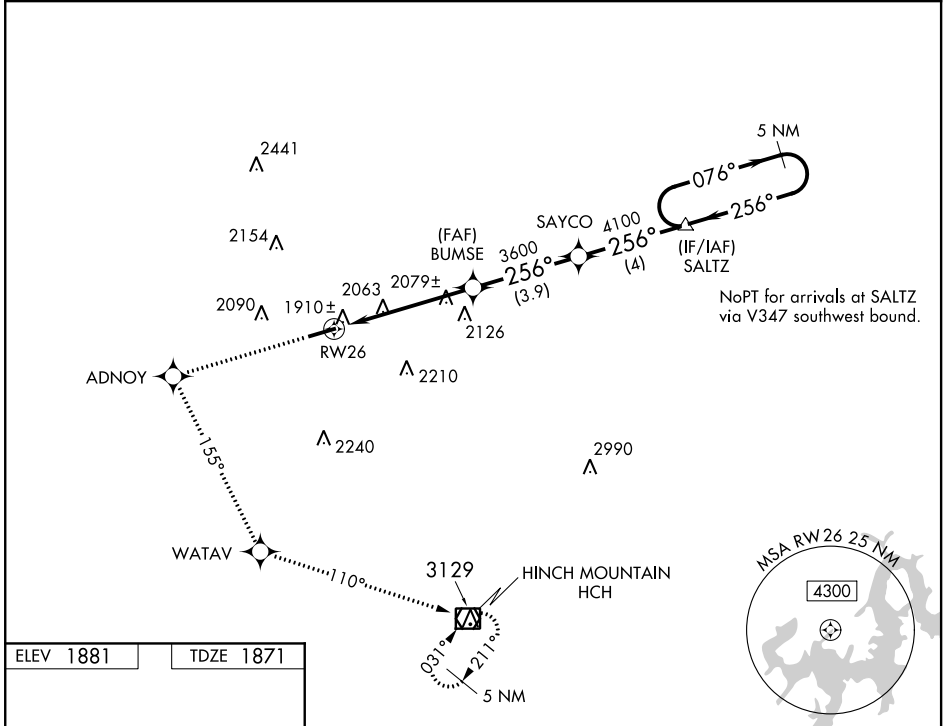 5 NM
2441
076°
256°
SAYCO
4100
256°
(4)
(IF/IAF)
SALTZ
2154
(FAF)
BUMSE
3600
256°
(3.9)
NoPT for arrivals at SALTZ
via V347 southwest bound.
2079±
2063
1910±
2090
2126
RW26
ADNOY
2210
155°
2240
2990
WATAV
110°
MSA RW26 25 NM
4300
3129
HINCH MOUNTAIN
HCH
031°
211°
5 NM
ELEV 1881
TDZE 1871